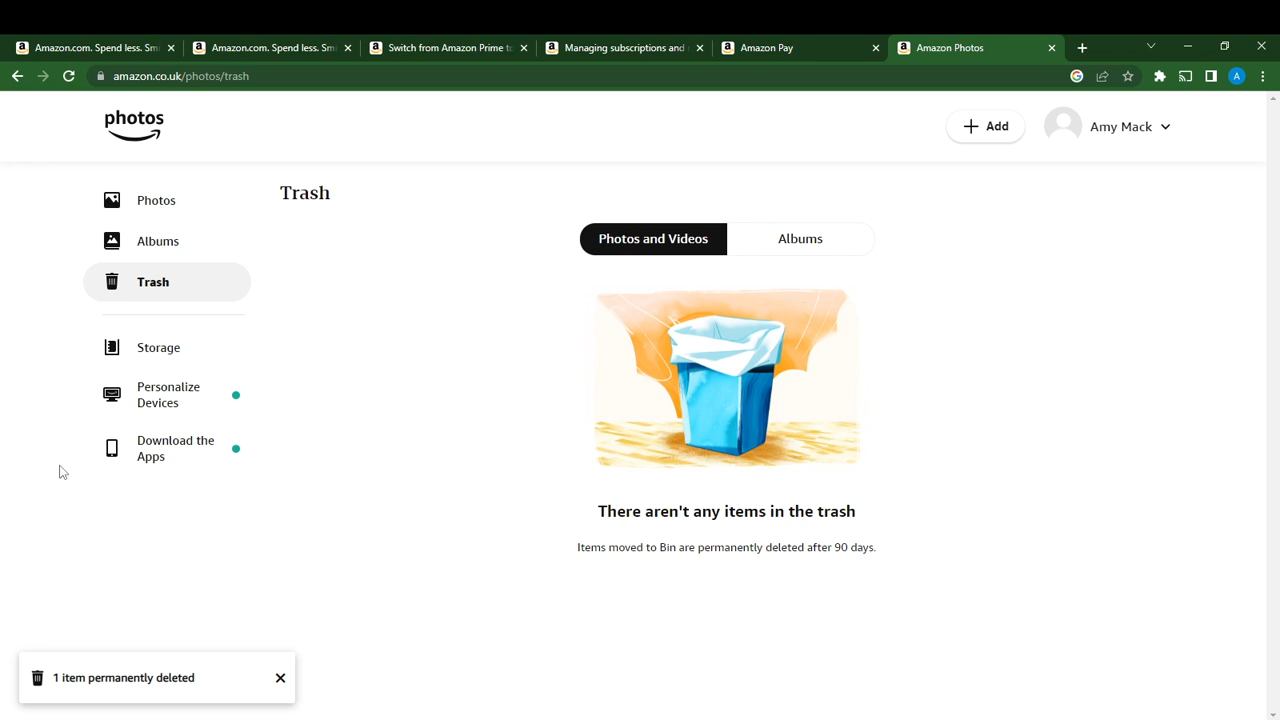 Amazon.com. Spend less. Sm
Amazon.com. Spend less. Smi
Switch from Amazon Prime to
Managing subscriptions and
Amazon Pay
Amazon Photos
amazon.co.uk/photos/trash
A
photos
Add
Amy Mack
Photos
Albums
Trash
Storage
Personalize
Devices
Download the
Apps
Trash
Photos and Videos
Albums
There aren't any items in the trash
Items moved to Bin are permanently deleted after 90 days.
1 item permanently deleted